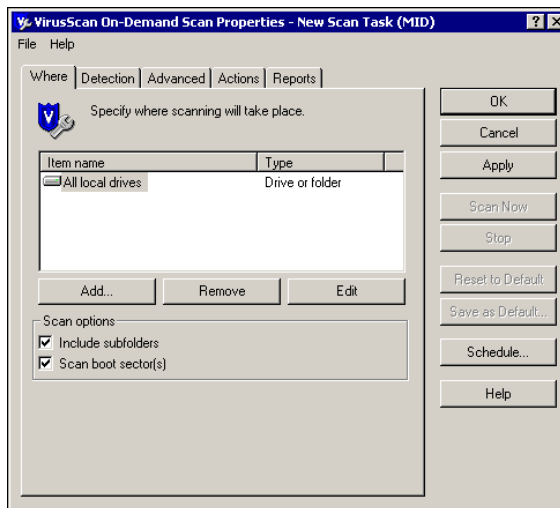 VirusScan On-Demand Scan Properties - New Scan Task (MID)
File Help
Where Detection Advanced Actions Reports
Specify where scanning will take place.
Item name Type
All local drives Drive or folder
Add... Remove Edit
Scan options
Include subfolders
Scan boot sector(s)
OK
Cancel
Apply
Scan Now
Stop
Reset to Default
Save as Default...
Schedule...
Help